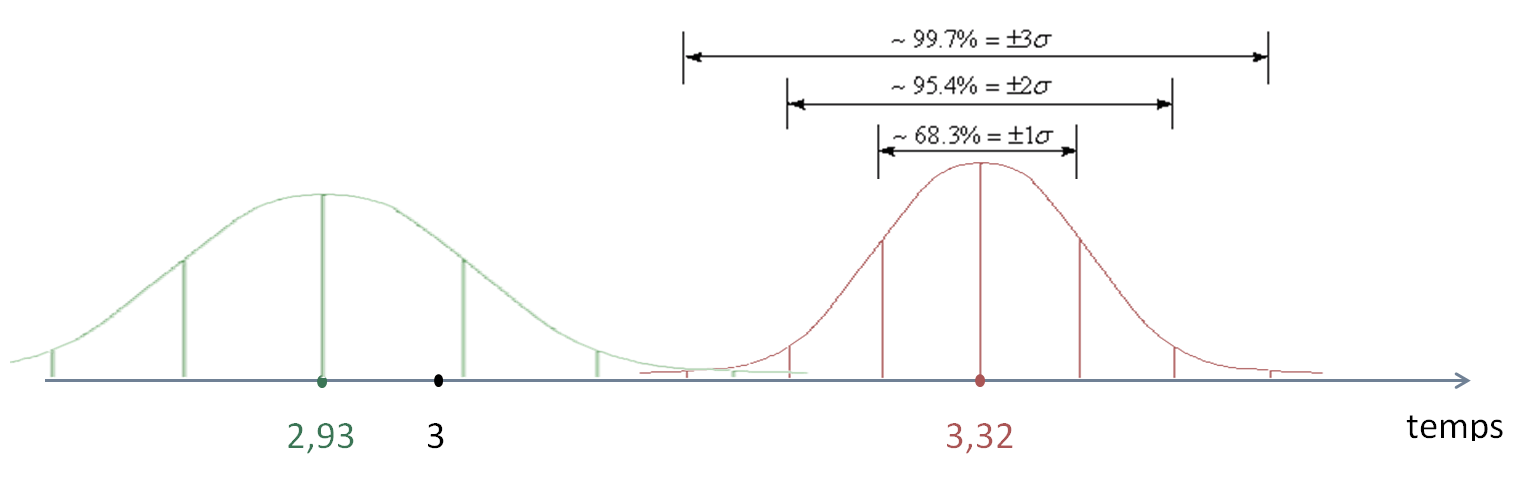 ~ 99.7% = ±3σ
~ 95.4% = ±2σ
~ 68.3% = ±1σ
2,93
3
3,32
temps